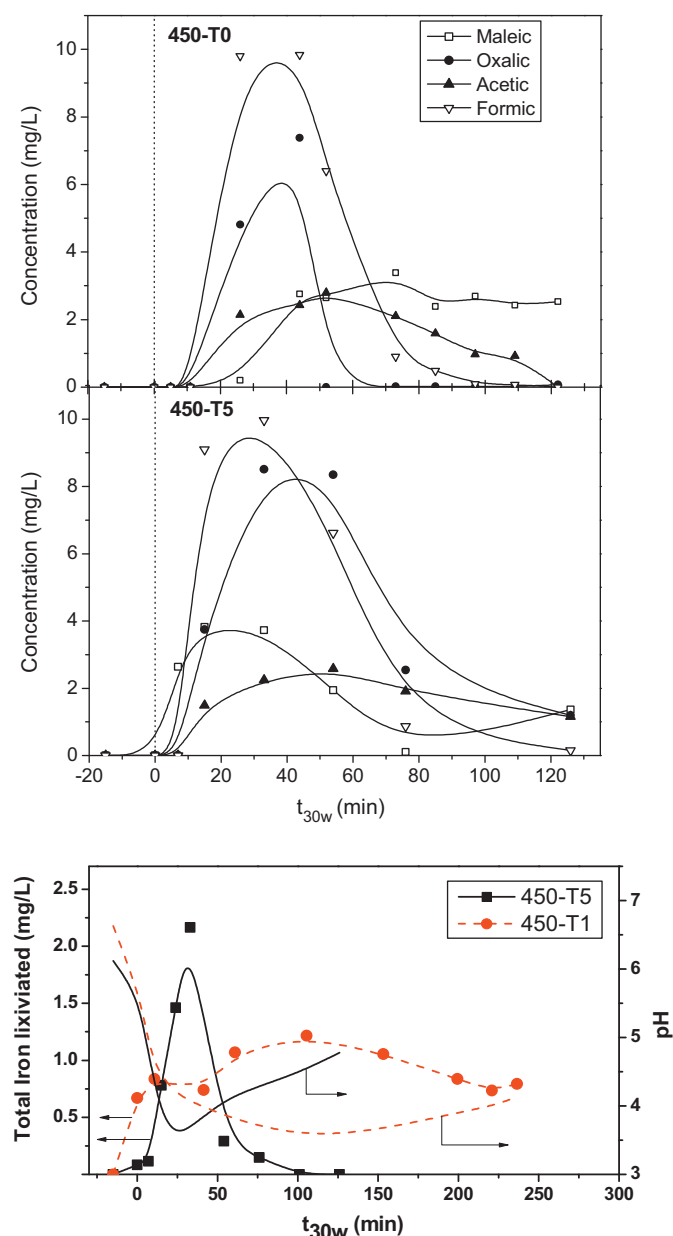 450-T0
Maleic
Oxalic
Acetic
Formic
Concentration (mg/L)
10
8
6
4
2
0
450-T5
Concentration (mg/L)
10
8
6
4
2
0
-20 0 20 40 60 80 100 120
t30w (min)
450-T5
450-T1
Total Iron lixiviated (mg/L)
2.5
2.0
1.5
1.0
0.5
pH
7
6
5
4
3
0 50 100 150 200 250 300
t30w (min)